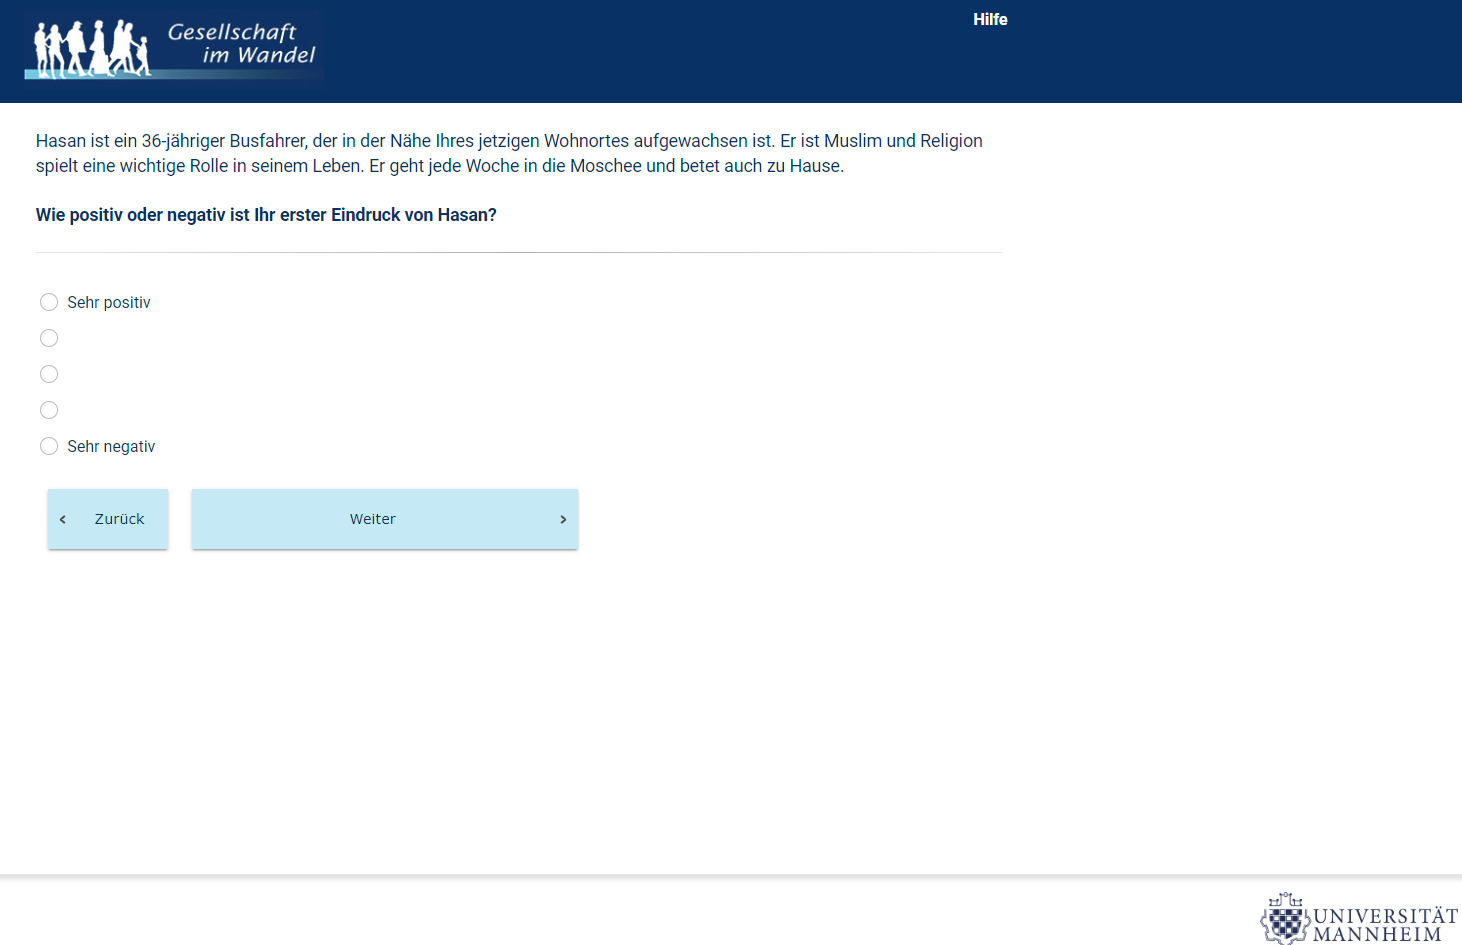 Gesellschaft
im Wandel
Hilfe
Hasan ist ein 36-jähriger Busfahrer, der in der Nähe Ihres jetzigen Wohnortes aufgewachsen ist. Er ist Muslim und Religion
spielt eine wichtige Rolle in seinem Leben. Er geht jede Woche in die Moschee und betet auch zu Hause.
Wie positiv oder negativ ist Ihr erster Eindruck von Hasan?
Sehr positiv
Sehr negativ
Zurück
Weiter
UNIVERSITÄT
MANNHEIM